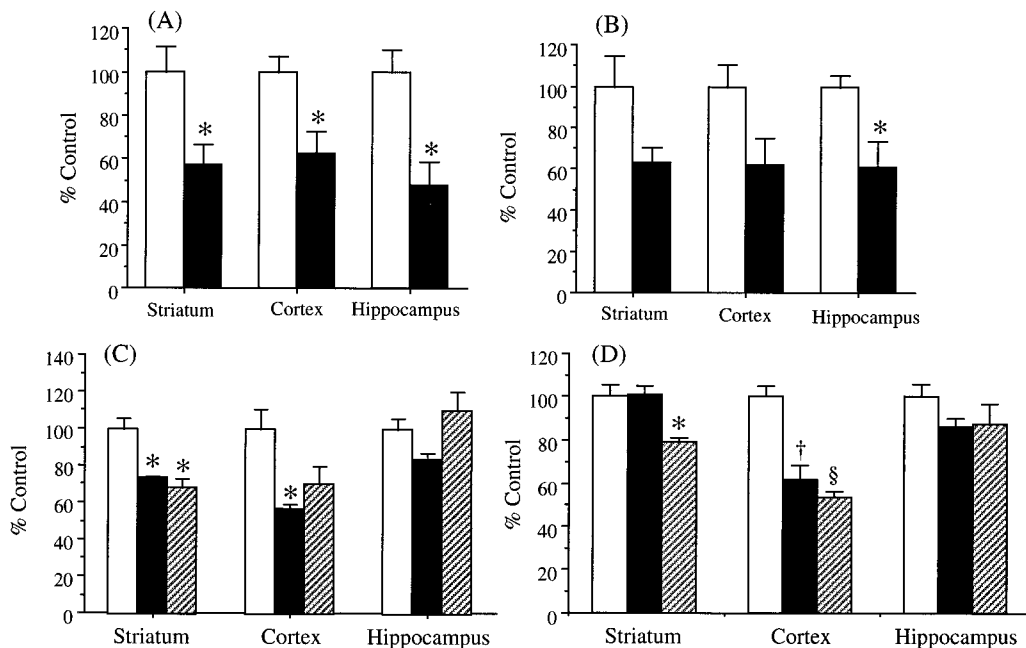 (A)
% Control
120
100
80
60
40
20
0
* * *
Striatum Cortex Hippocampus
(B)
% Control
120
100
80
60
40
20
0
*
Striatum Cortex Hippocampus
(C)
% Control
140
120
100
80
60
40
20
0
* * *
Striatum Cortex Hippocampus
(D)
% Control
120
100
80
60
40
20
0
* † §
Striatum Cortex Hippocampus